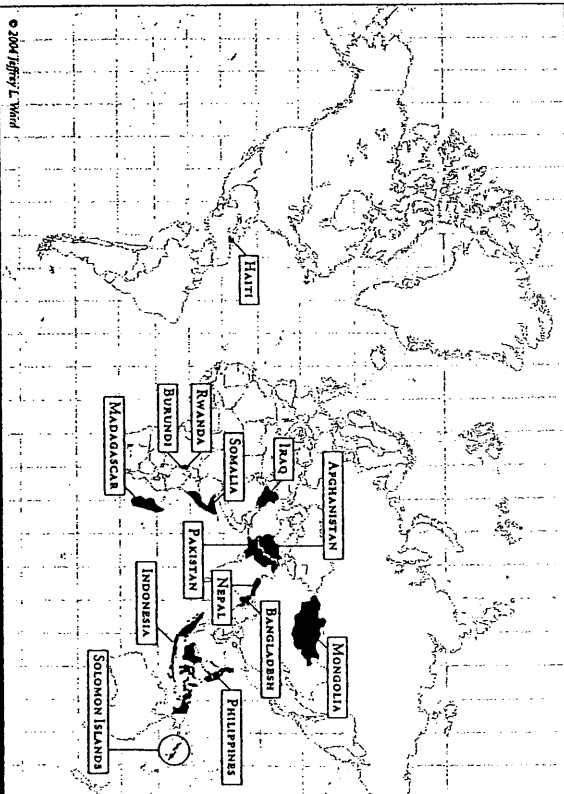 HAITI
AFGHANISTAN
IRAQ
SOMALIA
RWANDA
BURUNDI
MADAGASCAR
MONGOLIA
BANGLADESH
NEPAL
PAKISTAN
PHILIPPINES
INDONESIA
SOLOMON ISLANDS
© 2004 Jeffrey L. Ward